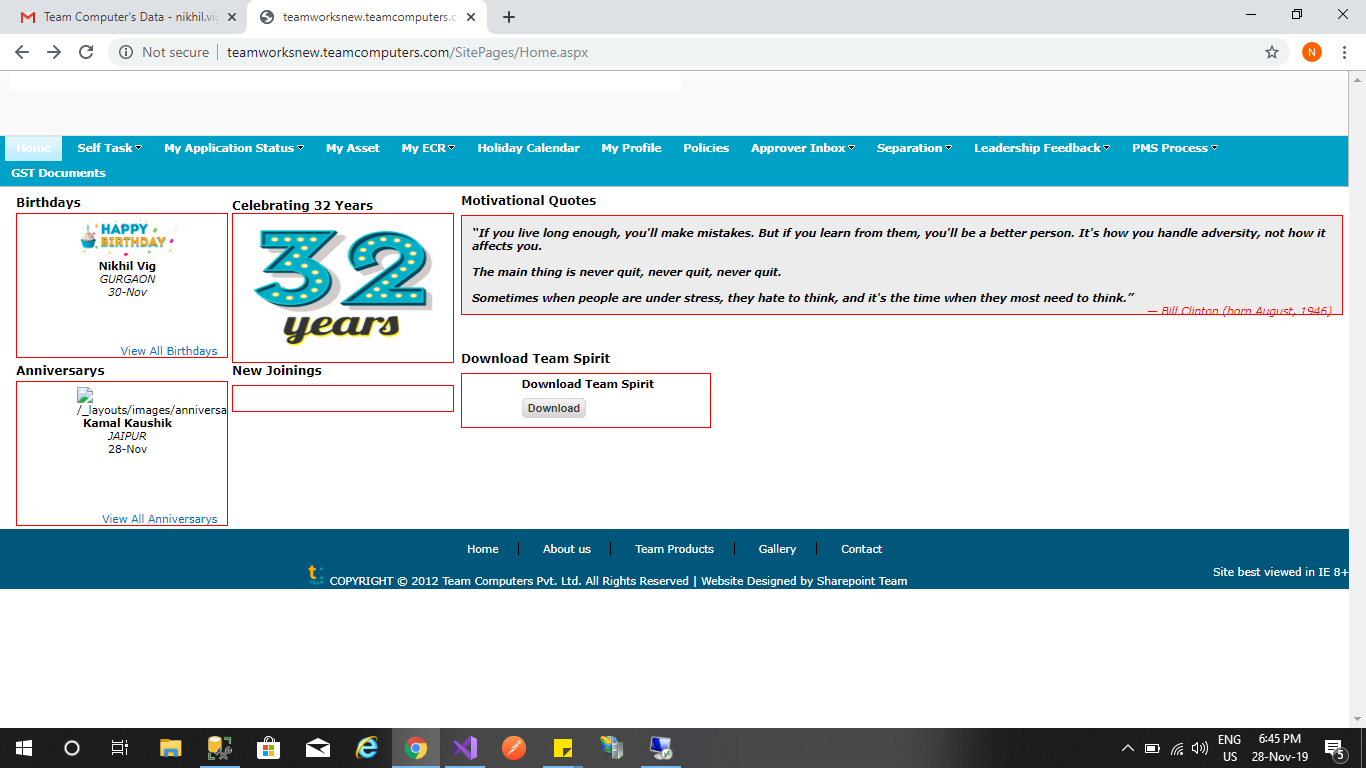 Team Computer's Data - nikhil.vig
teamworksnew.teamcomputers.c
Not secure
teamworksnew.teamcomputers.com/SitePages/Home.aspx
N
Home
Self Task
My Application Status
My Asset
My ECR
Holiday Calendar
My Profile
Policies
Approver Inbox
Separation
Leadership Feedback
PMS Process
GST Documents
Birthdays
HAPPY
BIRTHDAY
Nikhil Vig
GURGAON
30-Nov
View All Birthdays
Anniversarys
/_layouts/images/anniversa
Kamal Kaushik
JAIPUR
28-Nov
View All Anniversarys
Celebrating 32 Years
32
years
New Joinings
Motivational Quotes
“If you live long enough, you'll make mistakes. But if you learn from them, you'll be a better person. It's how you handle adversity, not how it
affects you.
The main thing is never quit, never quit, never quit.
Sometimes when people are under stress, they hate to think, and it's the time when they most need to think.”
— Bill Clinton (born August, 1946)
Download Team Spirit
Download Team Spirit
Download
Home
About us
Team Products
Gallery
Contact
COPYRIGHT © 2012 Team Computers Pvt. Ltd. All Rights Reserved | Website Designed by Sharepoint Team
Site best viewed in IE 8+
ENG
US
6:45 PM
28-Nov-19
5